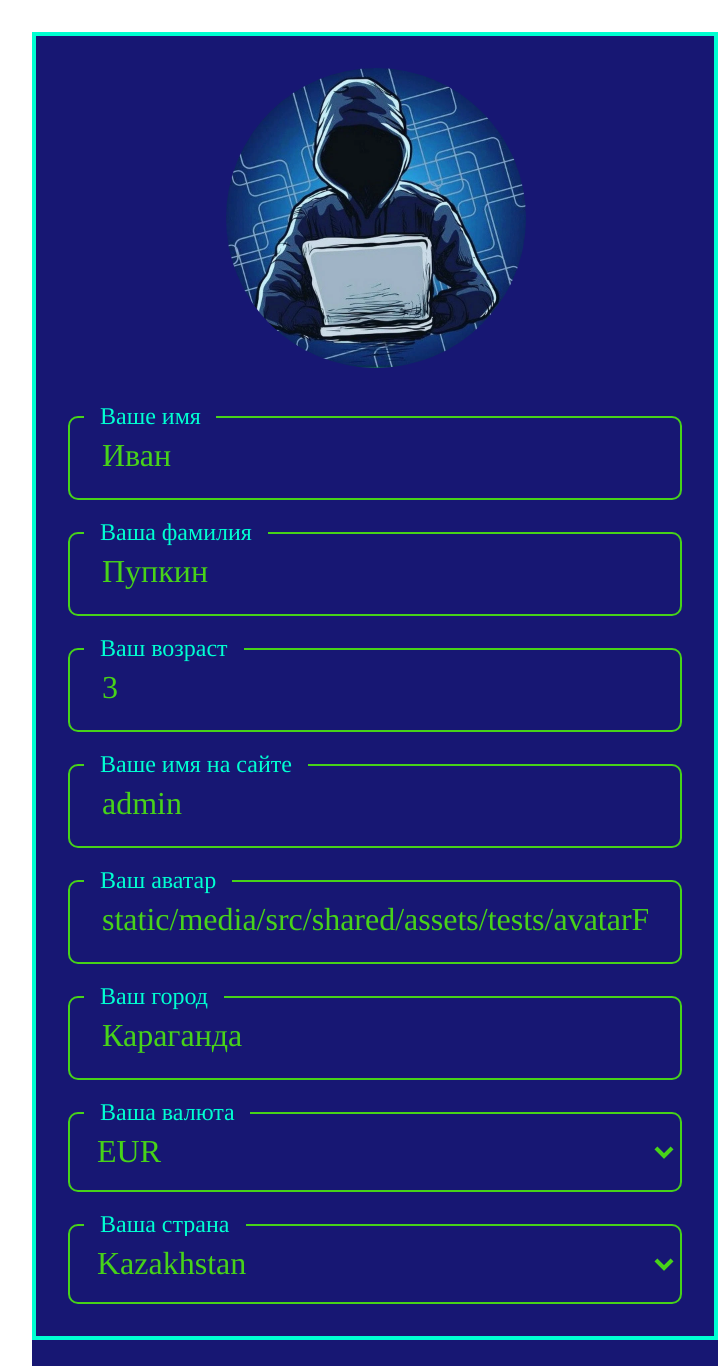 Ваше имя
Иван
Ваша фамилия
Пупкин
Ваш возраст
3
Ваше имя на сайте
admin
Ваш аватар
static/media/src/shared/assets/tests/avatarF
Ваш город
Караганда
Ваша валюта
EUR
Ваша страна
Kazakhstan